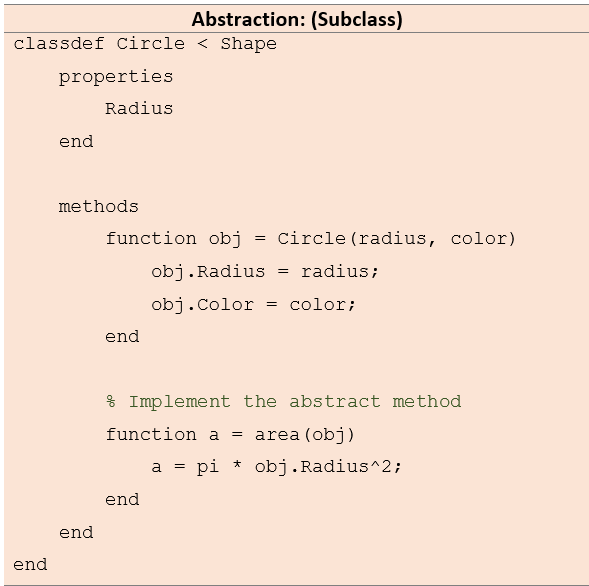 Abstraction: (Subclass)
classdef Circle < Shape
    properties
        Radius
    end

    methods
        function obj = Circle(radius, color)
            obj.Radius = radius;
            obj.Color = color;
        end

        % Implement the abstract method
        function a = area(obj)
            a = pi * obj.Radius^2;
        end
    end
end